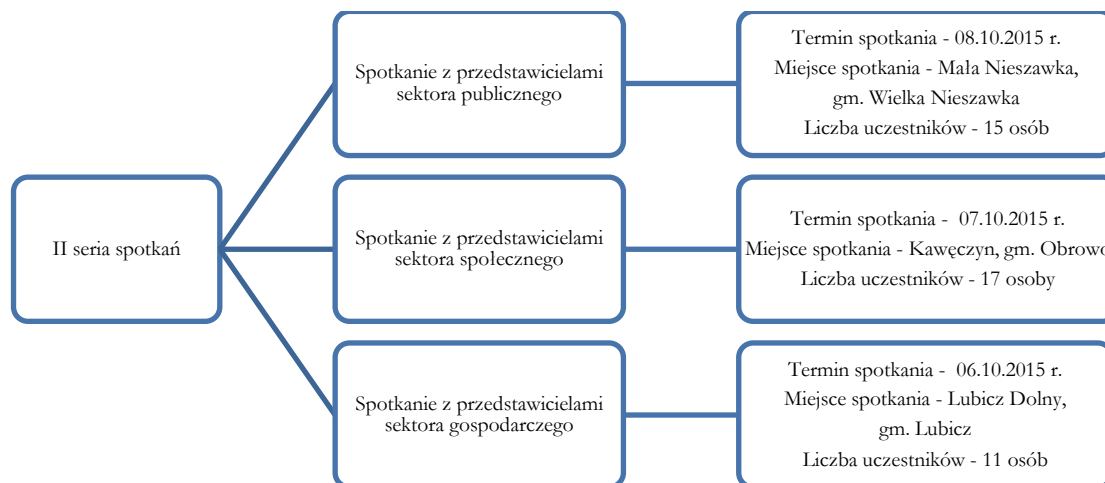 II seria spotkań
Spotkanie z przedstawicielami
sektora publicznego
Termin spotkania - 08.10.2015 r.
Miejsce spotkania - Mała Nieszawka,
gm. Wielka Nieszawka
Liczba uczestników - 15 osób
Spotkanie z przedstawicielami
sektora społecznego
Termin spotkania - 07.10.2015 r.
Miejsce spotkania - Kawęczyn, gm. Obrowo
Liczba uczestników - 17 osoby
Spotkanie z przedstawicielami
sektora gospodarczego
Termin spotkania - 06.10.2015 r.
Miejsce spotkania - Lubicz Dolny,
gm. Lubicz
Liczba uczestników - 11 osób